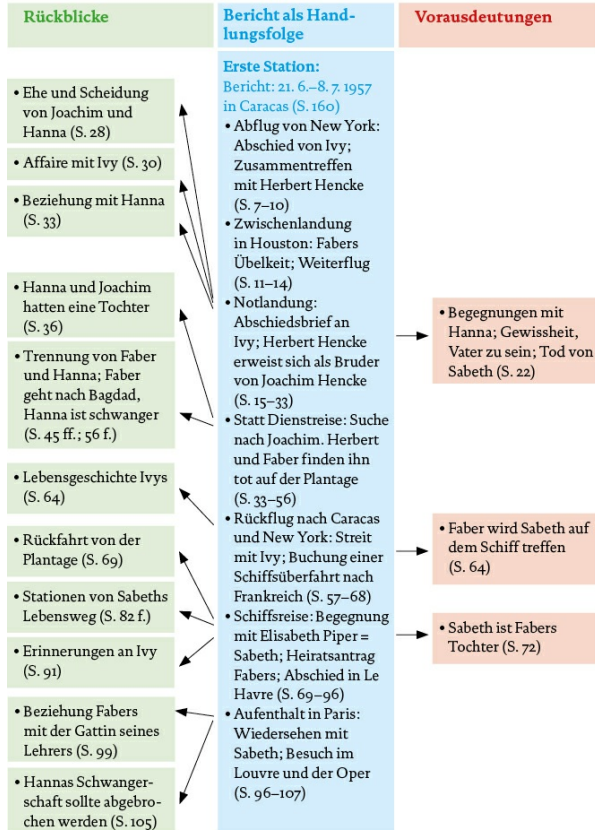 Rückblicke
• Ehe und Scheidung
von Joachim und
Hanna (S. 28)
• Affaire mit Ivy (S. 30)
• Beziehung mit Hanna
(S. 33)
• Hanna und Joachim
hatten eine Tochter
(S. 36)
• Trennung von Faber
und Hanna; Faber
geht nach Bagdad,
Hanna ist schwanger
(S. 45 ff.; 56 f.)
• Lebensgeschichte Ivys
(S. 64)
• Rückfahrt von der
Plantage (S. 69)
• Stationen von Sabeths
Lebensweg (S. 82 f.)
• Erinnerungen an Ivy
(S. 91)
• Beziehung Fabers
mit der Gattin seines
Lehrers (S. 99)
• Hannas Schwanger-
schaft sollte abgebro-
chen werden (S. 105)
Bericht als Hand-
lungsfolge
Erste Station:
Bericht: 21. 6.–8. 7. 1957
in Caracas (S. 160)
• Abflug von New York:
Abschied von Ivy;
Zusammentreffen
mit Herbert Hencke
(S. 7–10)
• Zwischenlandung
in Houston: Fabers
Übelkeit; Weiterflug
(S. 11–14)
• Notlandung:
Abschiedsbrief an
Ivy; Herbert Hencke
erweist sich als Bruder
von Joachim Hencke
(S. 15–33)
• Statt Dienstreise: Suche
nach Joachim. Herbert
und Faber finden ihn
tot auf der Plantage
(S. 33–56)
• Rückflug nach Caracas
und New York: Streit
mit Ivy; Buchung einer
Schiffsüberfahrt nach
Frankreich (S. 57–68)
• Schiffsreise: Begegnung
mit Elisabeth Piper =
Sabeth; Heiratsantrag
Fabers; Abschied in Le
Havre (S. 69–96)
• Aufenthalt in Paris:
Wiedersehen mit
Sabeth; Besuch im
Louvre und der Oper
(S. 96–107)
Vorausdeutungen
• Begegnungen mit
Hanna; Gewissheit,
Vater zu sein; Tod von
Sabeth (S. 22)
• Faber wird Sabeth auf
dem Schiff treffen
(S. 64)
• Sabeth ist Fabers
Tochter (S. 72)